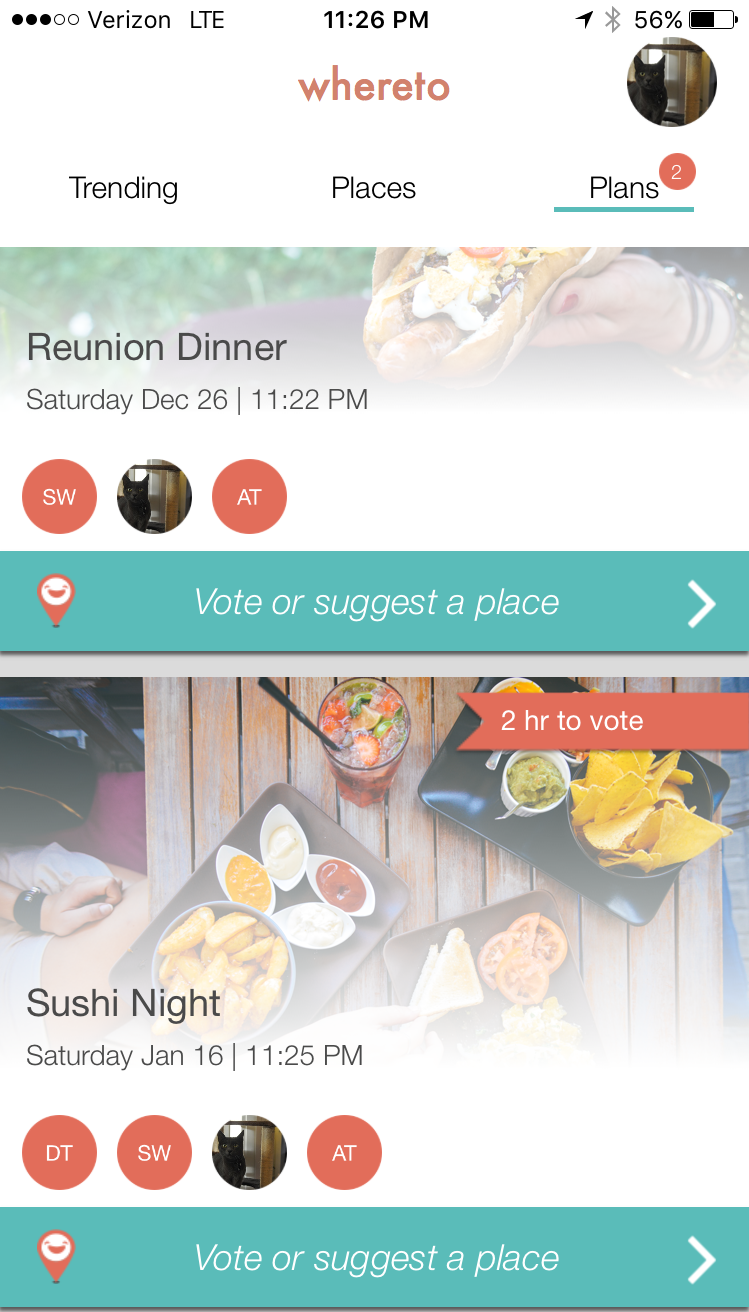 Verizon LTE 11:26 PM 56%
whereto
Trending Places Plans 2
Reunion Dinner
Saturday Dec 26 | 11:22 PM
SW AT
Vote or suggest a place
2 hr to vote
Sushi Night
Saturday Jan 16 | 11:25 PM
DT SW AT
Vote or suggest a place